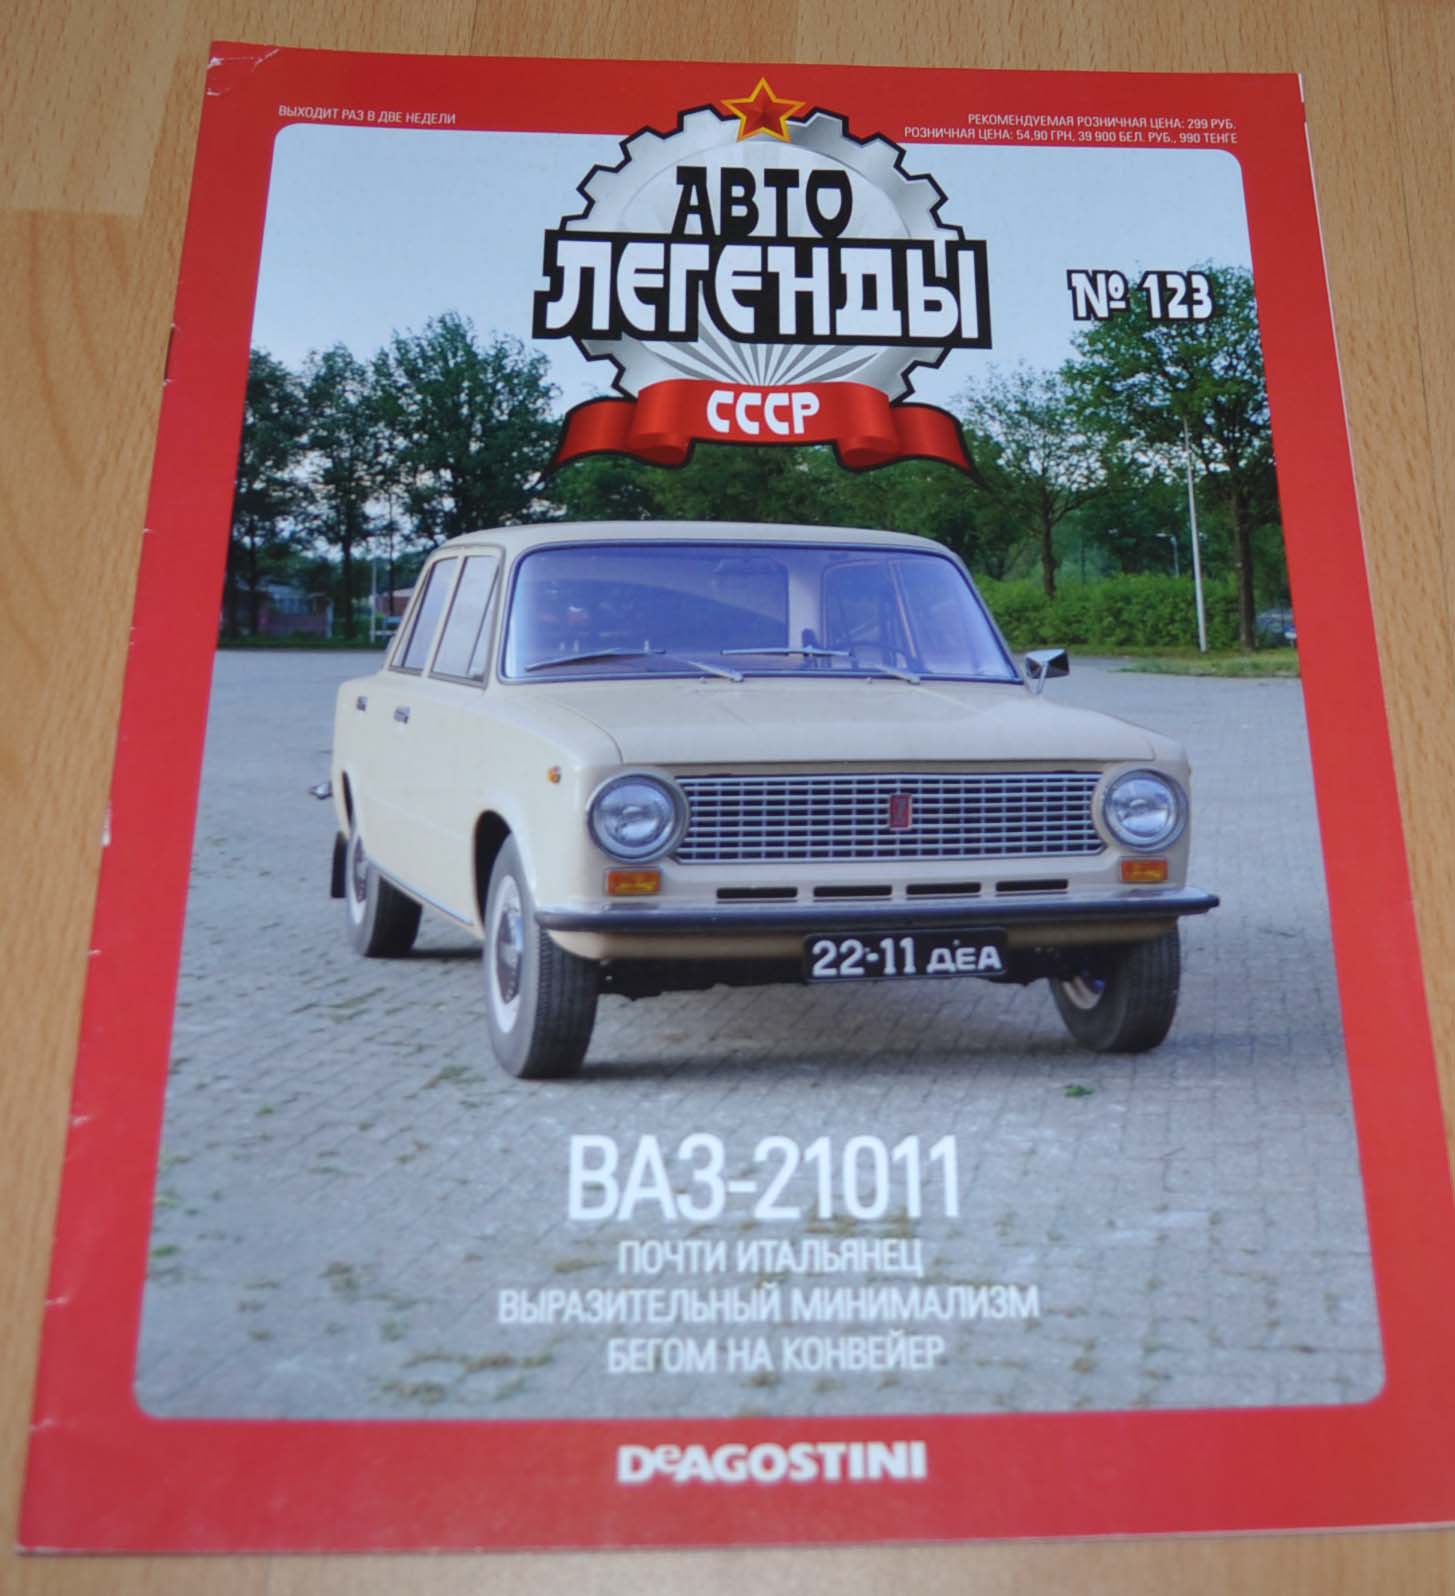 ВЫХОДИТ РАЗ В ДВЕ НЕДЕЛИ
РЕКОМЕНДУЕМАЯ РОЗНИЧНАЯ ЦЕНА: 299 РУБ.
РОЗНИЧНАЯ ЦЕНА: 54,90 ГРН, 39 900 БЕЛ. РУБ., 990 ТЕНГЕ
АВТО
ЛЕГЕНДЫ
СССР
№ 123
22-11 ДЕА
ВАЗ-21011
ПОЧТИ ИТАЛЬЯНЕЦ
ВЫРАЗИТЕЛЬНЫЙ МИНИМАЛИЗМ
БЕГОМ НА КОНВЕЙЕР
DeAGOSTINI